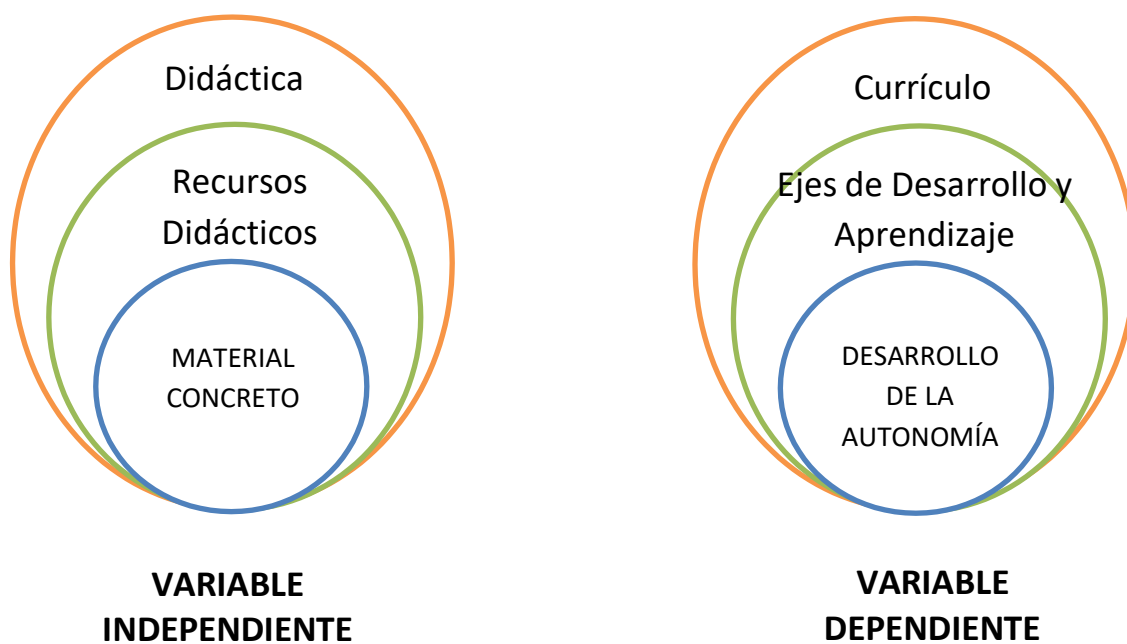 Didáctica
Recursos
Didácticos
MATERIAL
CONCRETO
VARIABLE
INDEPENDIENTE
Currículo
Ejes de Desarrollo y
Aprendizaje
DESARROLLO
DE LA
AUTONOMÍA
VARIABLE
DEPENDIENTE